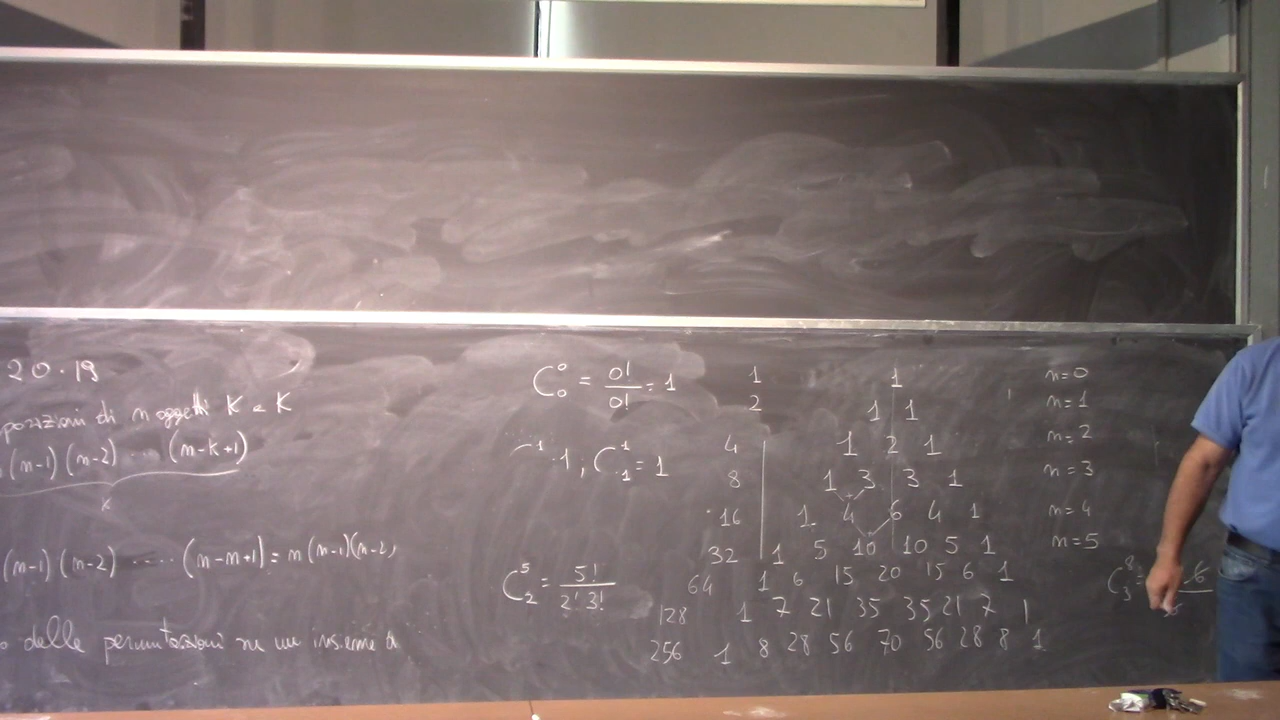 20.19
di n oggetti K a K
(n-1) (n-2) ... (n-k+1)
k
(n-1) (n-2) ..... (n-n+1) = n (n-1)(n-2)
delle permutazioni su un insieme
C⁰₀ = 0!/0! = 1
1, C¹₁ = 1
C⁵₂ = 5!/2! 3!
1 1 n=0
2 1 1 n=1
4 1 2 1 n=2
8 1 3 3 1 n=3
16 1 4 6 4 1 n=4
32 1 5 10 10 5 1 n=5
64 1 6 15 20 15 6 1
128 1 7 21 35 35 21 7 1
256 1 8 28 56 70 56 28 8 1
C⁸₃ =